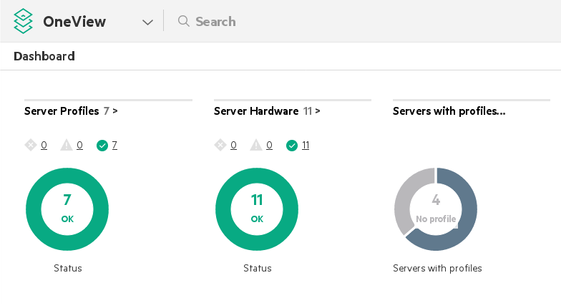 OneView
Search
Dashboard
Server Profiles 7 >
Server Hardware 11 >
Servers with profiles...
0 0 7
0 0 11
7
OK
11
OK
4
No profile
Status
Status
Servers with profiles